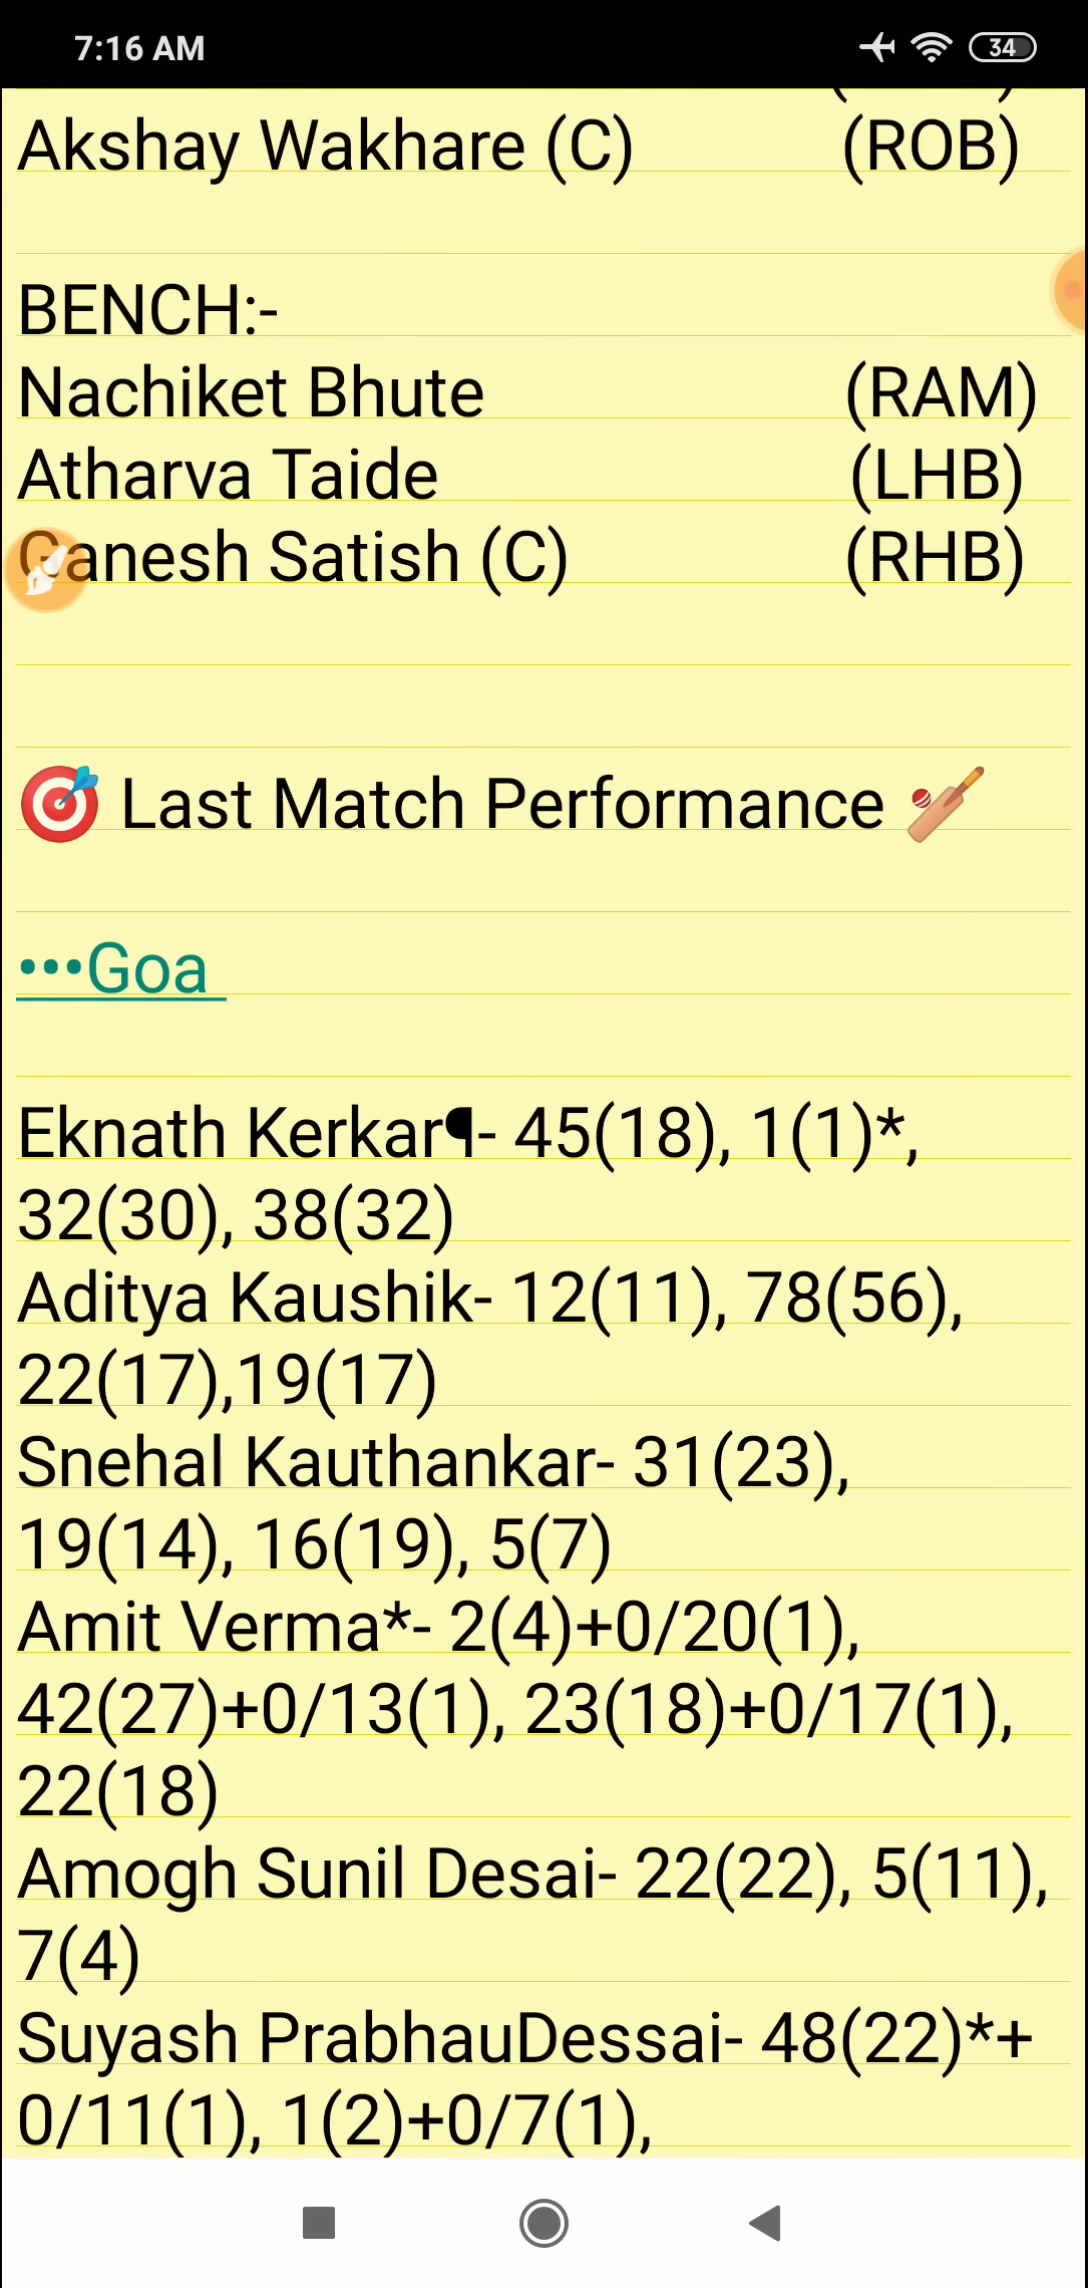 7:16 AM 34
Akshay Wakhare (C) (ROB)
BENCH:-
Nachiket Bhute (RAM)
Atharva Taide (LHB)
Ganesh Satish (C) (RHB)
🎯 Last Match Performance 🏏
•••Goa
Eknath Kerkar¶- 45(18), 1(1)*,
32(30), 38(32)
Aditya Kaushik- 12(11), 78(56),
22(17),19(17)
Snehal Kauthankar- 31(23),
19(14), 16(19), 5(7)
Amit Verma*- 2(4)+0/20(1),
42(27)+0/13(1), 23(18)+0/17(1),
22(18)
Amogh Sunil Desai- 22(22), 5(11),
7(4)
Suyash PrabhauDessai- 48(22)*+
0/11(1), 1(2)+0/7(1),